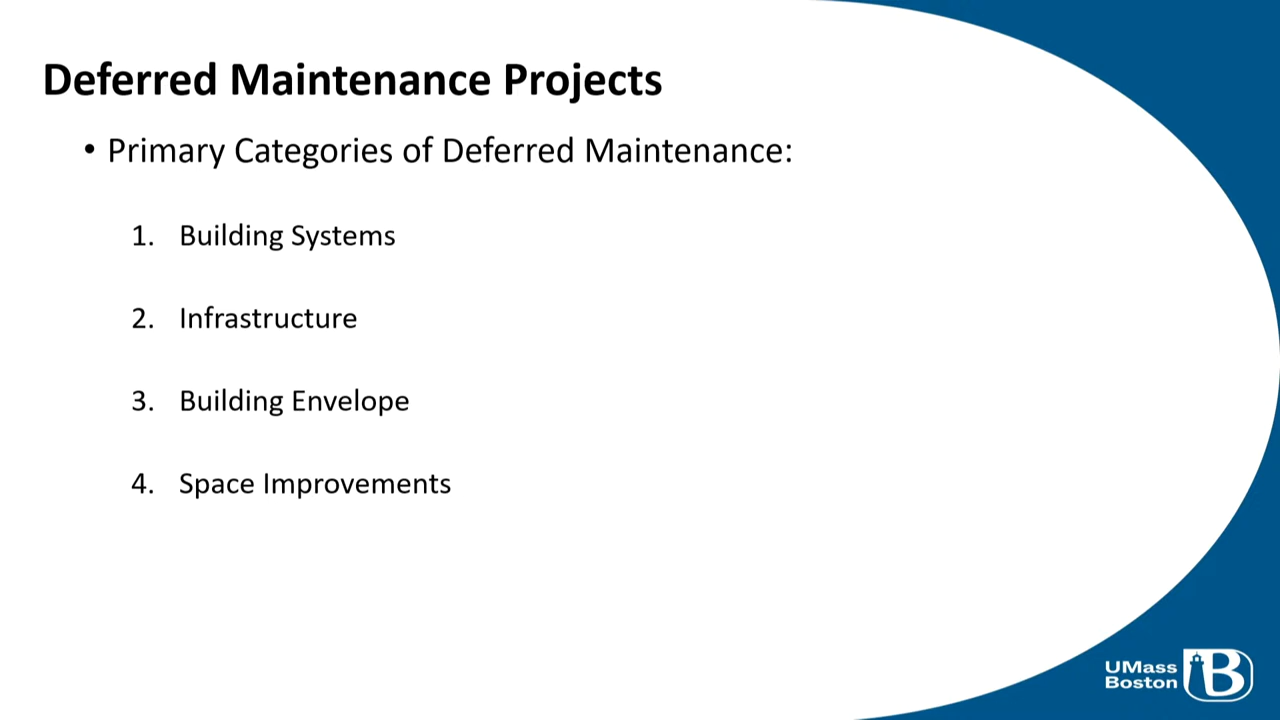 Deferred Maintenance Projects
• Primary Categories of Deferred Maintenance:
1. Building Systems
2. Infrastructure
3. Building Envelope
4. Space Improvements
UMass
Boston
B